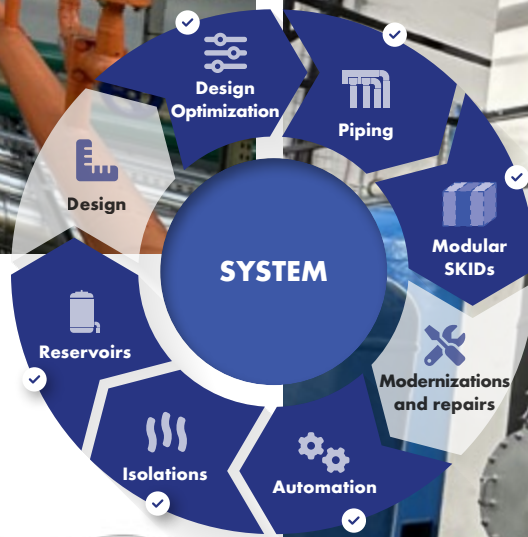 Design
Optimization
Piping
Modular
SKIDs
Modernizations
and repairs
Automation
Isolations
Reservoirs
Design
SYSTEM